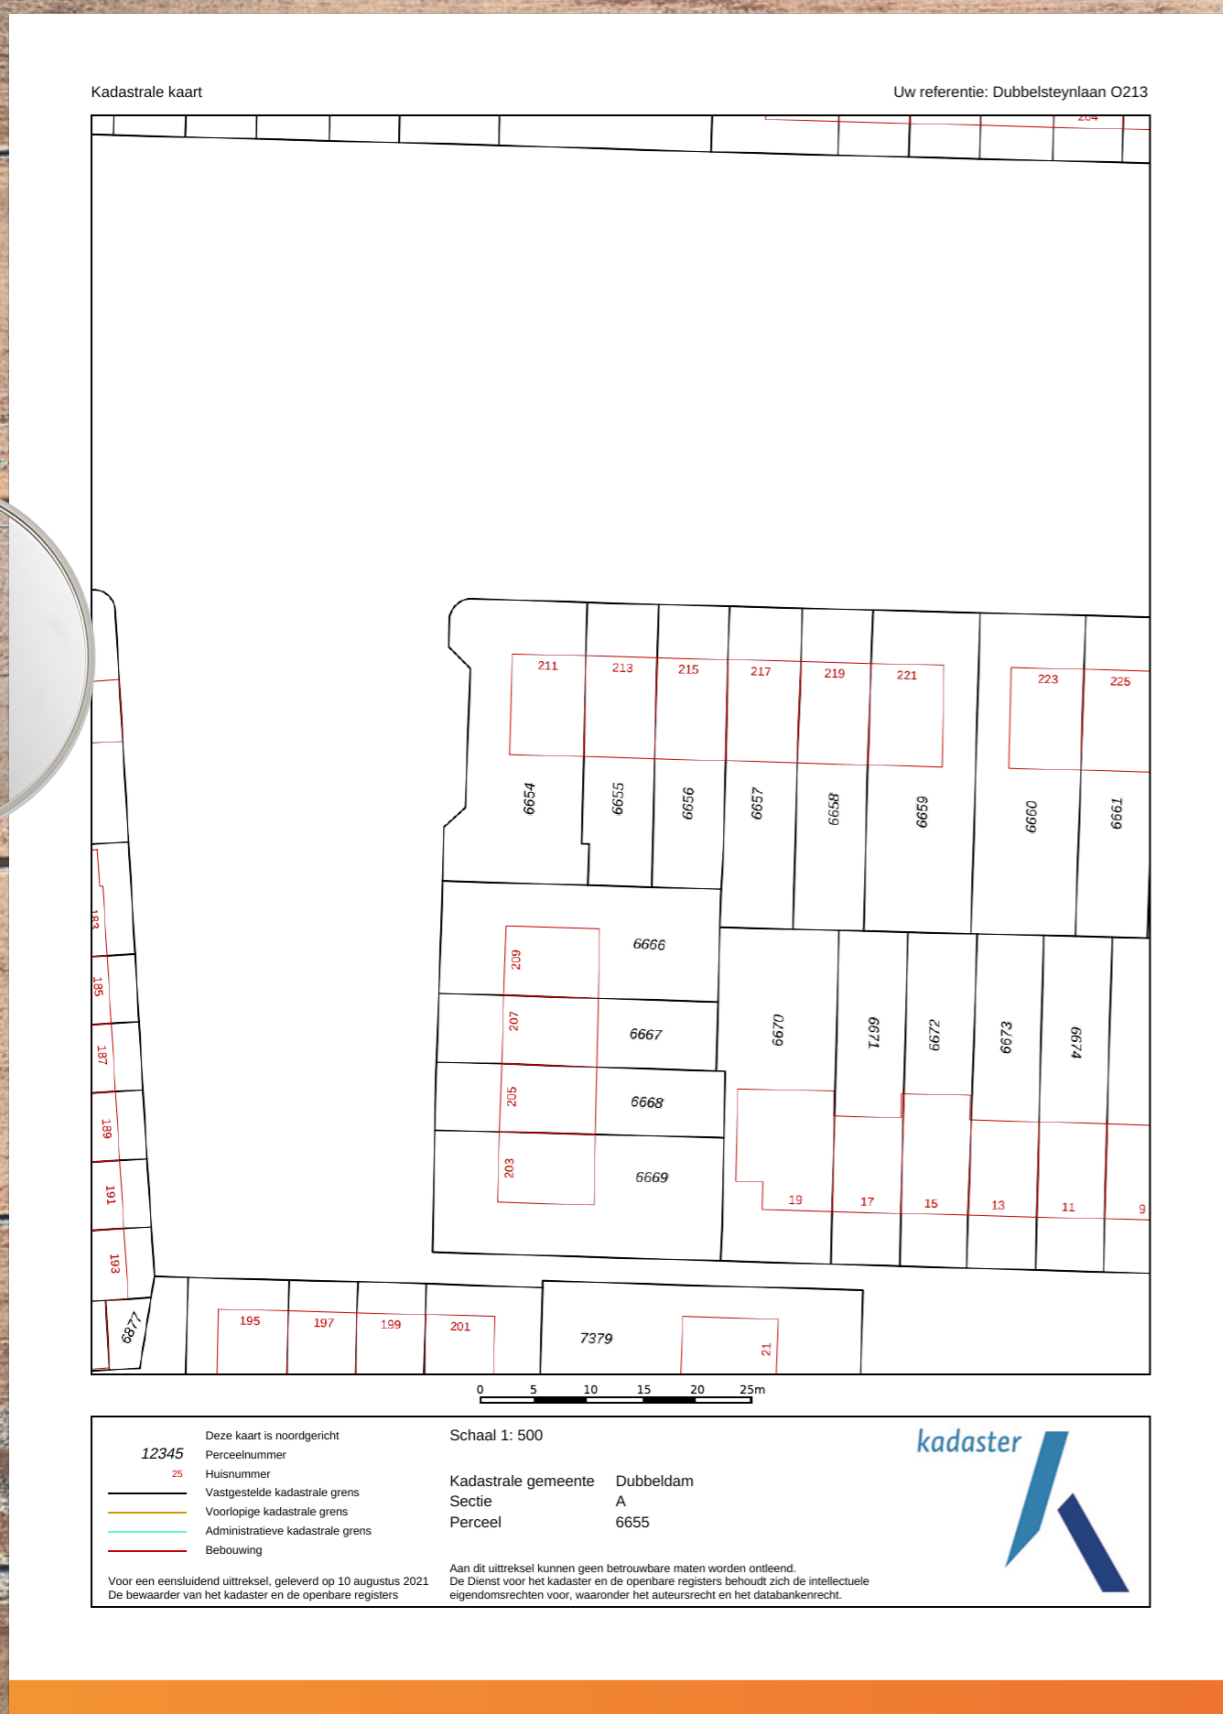 Kadastrale kaart
Uw referentie: Dubbelsteynlaan O213
204
211
213
215
217
219
221
223
225
6654
6655
6656
6657
6658
6659
6660
6661
183
185
187
189
191
193
209
207
205
203
6666
6667
6668
6669
6670
6671
6672
6673
6674
19
17
15
13
11
9
6877
195
197
199
201
7379
21
0 5 10 15 20 25m
Deze kaart is noordgericht
12345 Perceelnummer
25 Huisnummer
Vastgestelde kadastrale grens
Voorlopige kadastrale grens
Administratieve kadastrale grens
Bebouwing
Voor een eensluidend uittreksel, geleverd op 10 augustus 2021
De bewaarder van het kadaster en de openbare registers
Schaal 1: 500
Kadastrale gemeente Dubbeldam
Sectie A
Perceel 6655
Aan dit uittreksel kunnen geen betrouwbare maten worden ontleend.
De Dienst voor het kadaster en de openbare registers behoudt zich de intellectuele
eigendomsrechten voor, waaronder het auteursrecht en het databankenrecht.
kadaster